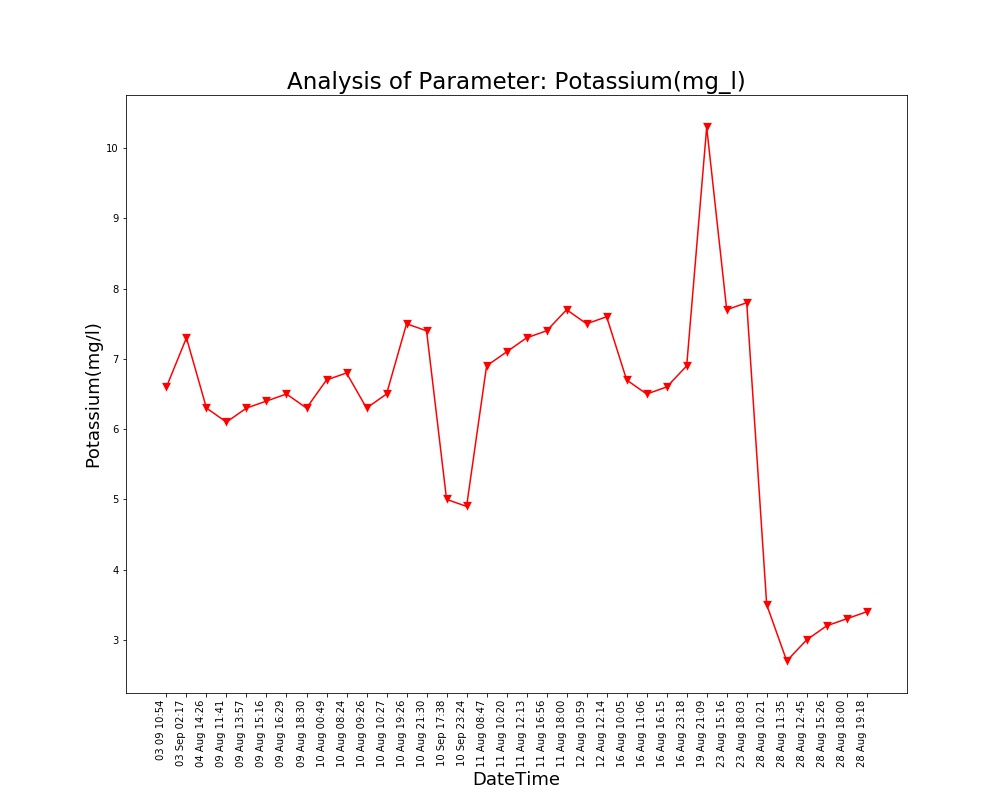 Analysis of Parameter: Potassium(mg_l)
Potassium(mg/l)
10
9
8
7
6
5
4
3
03 09 10:54
03 Sep 02:17
04 Aug 14:26
09 Aug 11:41
09 Aug 13:57
09 Aug 15:16
09 Aug 16:29
09 Aug 18:30
10 Aug 00:49
10 Aug 08:24
10 Aug 09:26
10 Aug 10:27
10 Aug 19:26
10 Aug 21:30
10 Sep 17:38
10 Sep 23:24
11 Aug 08:47
11 Aug 10:20
11 Aug 12:13
11 Aug 16:56
11 Aug 18:00
12 Aug 10:59
12 Aug 12:14
16 Aug 10:05
16 Aug 11:06
16 Aug 16:15
16 Aug 23:18
19 Aug 21:09
23 Aug 15:16
23 Aug 18:03
28 Aug 10:21
28 Aug 11:35
28 Aug 12:45
28 Aug 15:26
28 Aug 18:00
28 Aug 19:18
DateTime